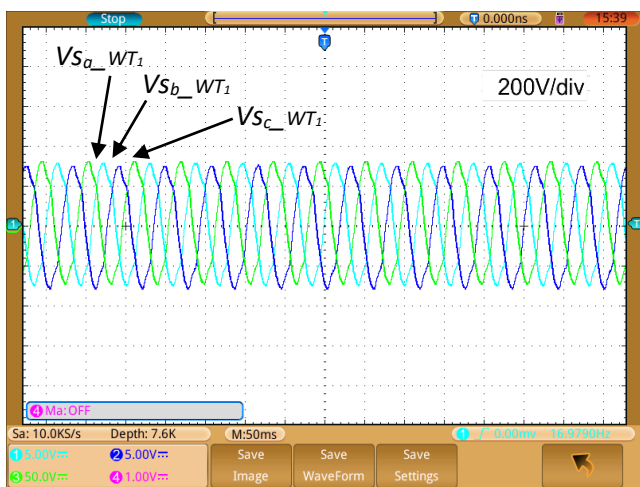 Stop
T 0.000ns
15:39
T
Vsa_WT1
Vsb_WT1
Vsc_WT1
200V/div
1
T
4 Ma:OFF
Sa: 10.0KS/s Depth: 7.6K M:50ms 1 0.00mv 16.9790Hz
1 5.00V 2 5.00V
3 50.0V 4 1.00V
Save
Image
Save
WaveForm
Save
Settings